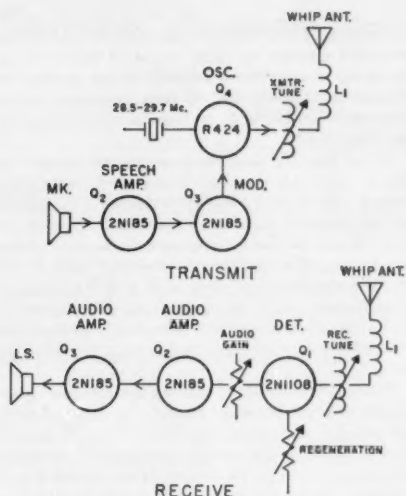 WHIP ANT.
OSC.
Q4
XMTR.
TUNE
L1
28.5-29.7 Mc.
R424
SPEECH
AMP.
MK.
Q2
Q3
MOD.
2N185
2N185
TRANSMIT
WHIP ANT.
AUDIO
AMP.
AUDIO
AMP.
DET.
AUDIO
GAIN
REC.
TUNE
L1
L.S.
Q3
Q2
Q1
2N185
2N185
2N1108
REGENERATION
RECEIVE